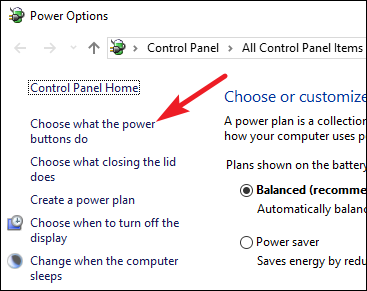 Power Options
Control Panel
All Control Panel Items
Control Panel Home
Choose what the power
buttons do
Choose what closing the lid
does
Create a power plan
Choose when to turn off the
display
Change when the computer
sleeps
Choose or customize
A power plan is a collection
how your computer uses p
Plans shown on the battery
Balanced (recomme
Automatically balanc
Power saver
Saves energy by redu